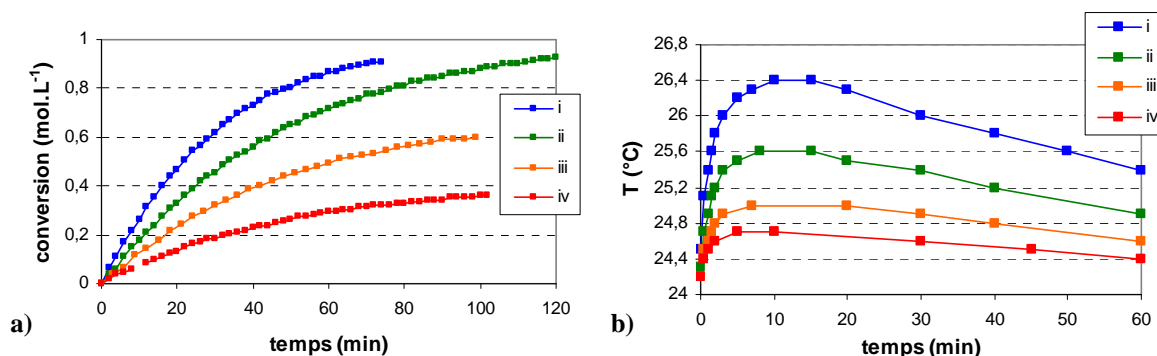 a)
conversion (mol.L⁻¹)
1
0,8
0,6
0,4
0,2
0
0 20 40 60 80 100 120
temps (min)
i
ii
iii
iv
b)
T (°C)
26,8
26,4
26
25,6
25,2
24,8
24,4
24
0 10 20 30 40 50 60
temps (min)
i
ii
iii
iv